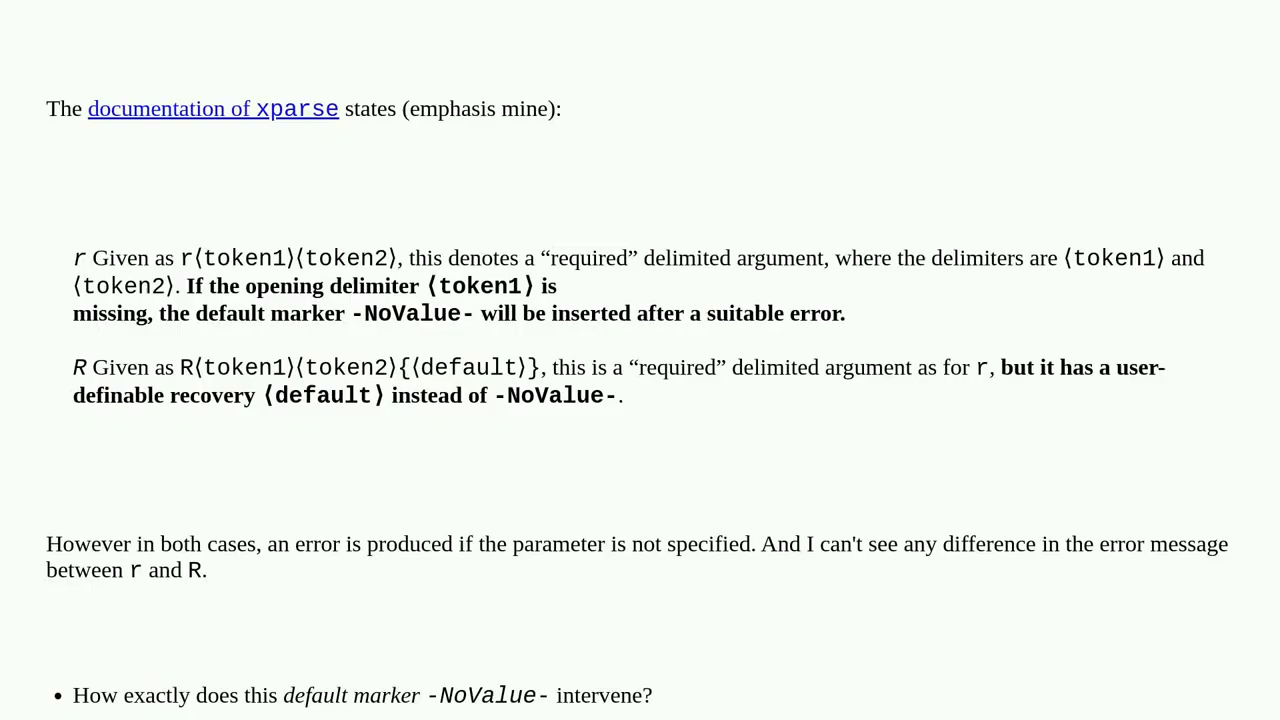 The documentation of xparse states (emphasis mine):
r Given as r⟨token1⟩⟨token2⟩, this denotes a “required” delimited argument, where the delimiters are ⟨token1⟩ and
⟨token2⟩. If the opening delimiter ⟨token1⟩ is
missing, the default marker -NoValue- will be inserted after a suitable error.
R Given as R⟨token1⟩⟨token2⟩{⟨default⟩}, this is a “required” delimited argument as for r, but it has a user-
definable recovery ⟨default⟩ instead of -NoValue-.
However in both cases, an error is produced if the parameter is not specified. And I can't see any difference in the error message
between r and R.
• How exactly does this default marker -NoValue- intervene?